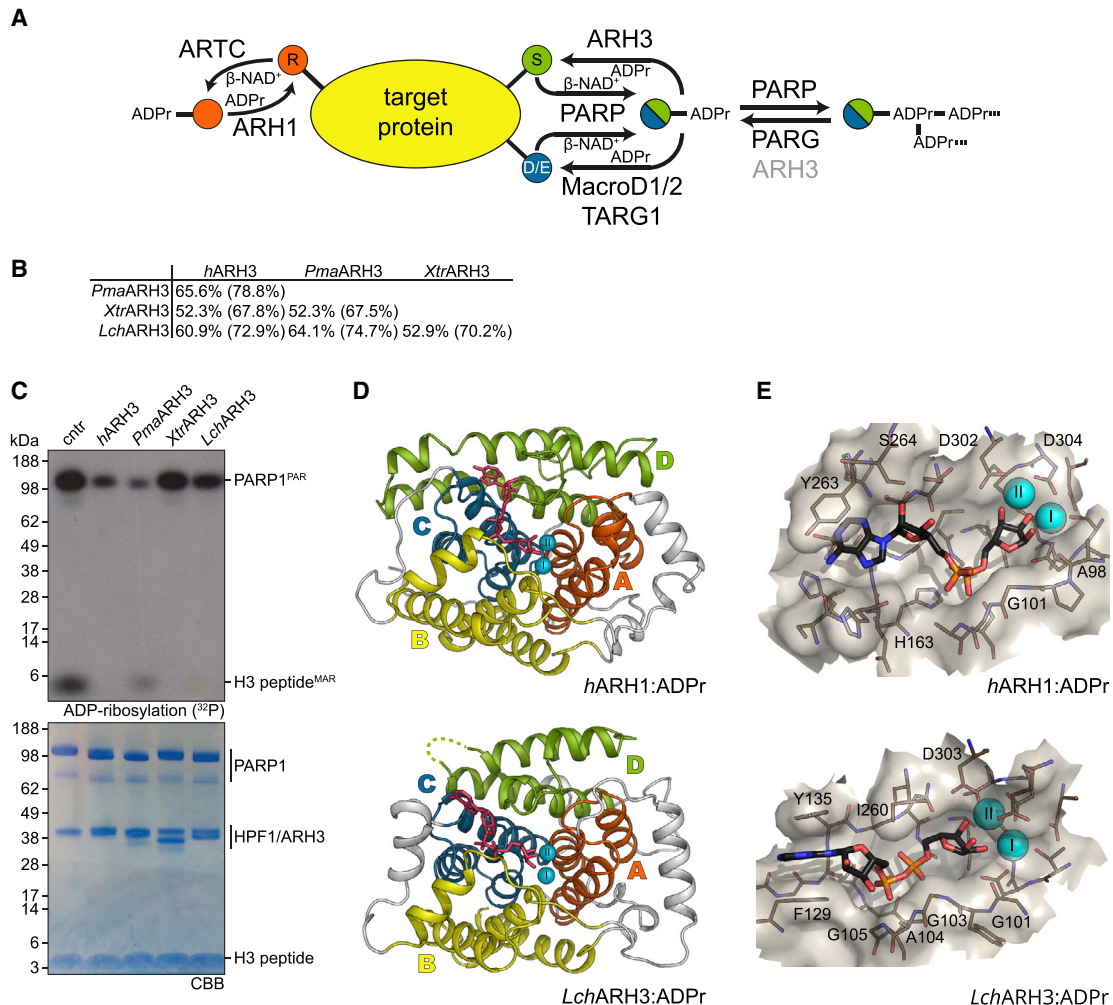 A
ARTC
R
β-NAD⁺
ADPr
ADPr
ARH1
target
protein
S
ARH3
ADPr
β-NAD⁺
PARP
β-NAD⁺
ADPr
D/E
MacroD1/2
TARG1
ADPr
PARP
PARG
ARH3
ADPr
ADPr
ADPr
B
hARH3 PmaARH3 XtrARH3
PmaARH3 65.6% (78.8%)
XtrARH3 52.3% (67.8%) 52.3% (67.5%)
LchARH3 60.9% (72.9%) 64.1% (74.7%) 52.9% (70.2%)
C
kDa
cntr
hARH3
PmaARH3
XtrARH3
LchARH3
188
98
62
49
38
28
17
14
6
PARP1ᴾᴬᴿ
H3 peptideᴹᴬᴿ
ADP-ribosylation (³²P)
188
98
62
49
38
28
17
14
6
3
PARP1
HPF1/ARH3
H3 peptide
CBB
D
D
C
II
I
A
B
hARH1:ADPr
C
D
II
I
A
B
LchARH3:ADPr
E
S264
D302
D304
Y263
II
I
A98
G101
H163
hARH1:ADPr
D303
Y135
I260
II
I
F129
G105
A104
G103
G101
LchARH3:ADPr